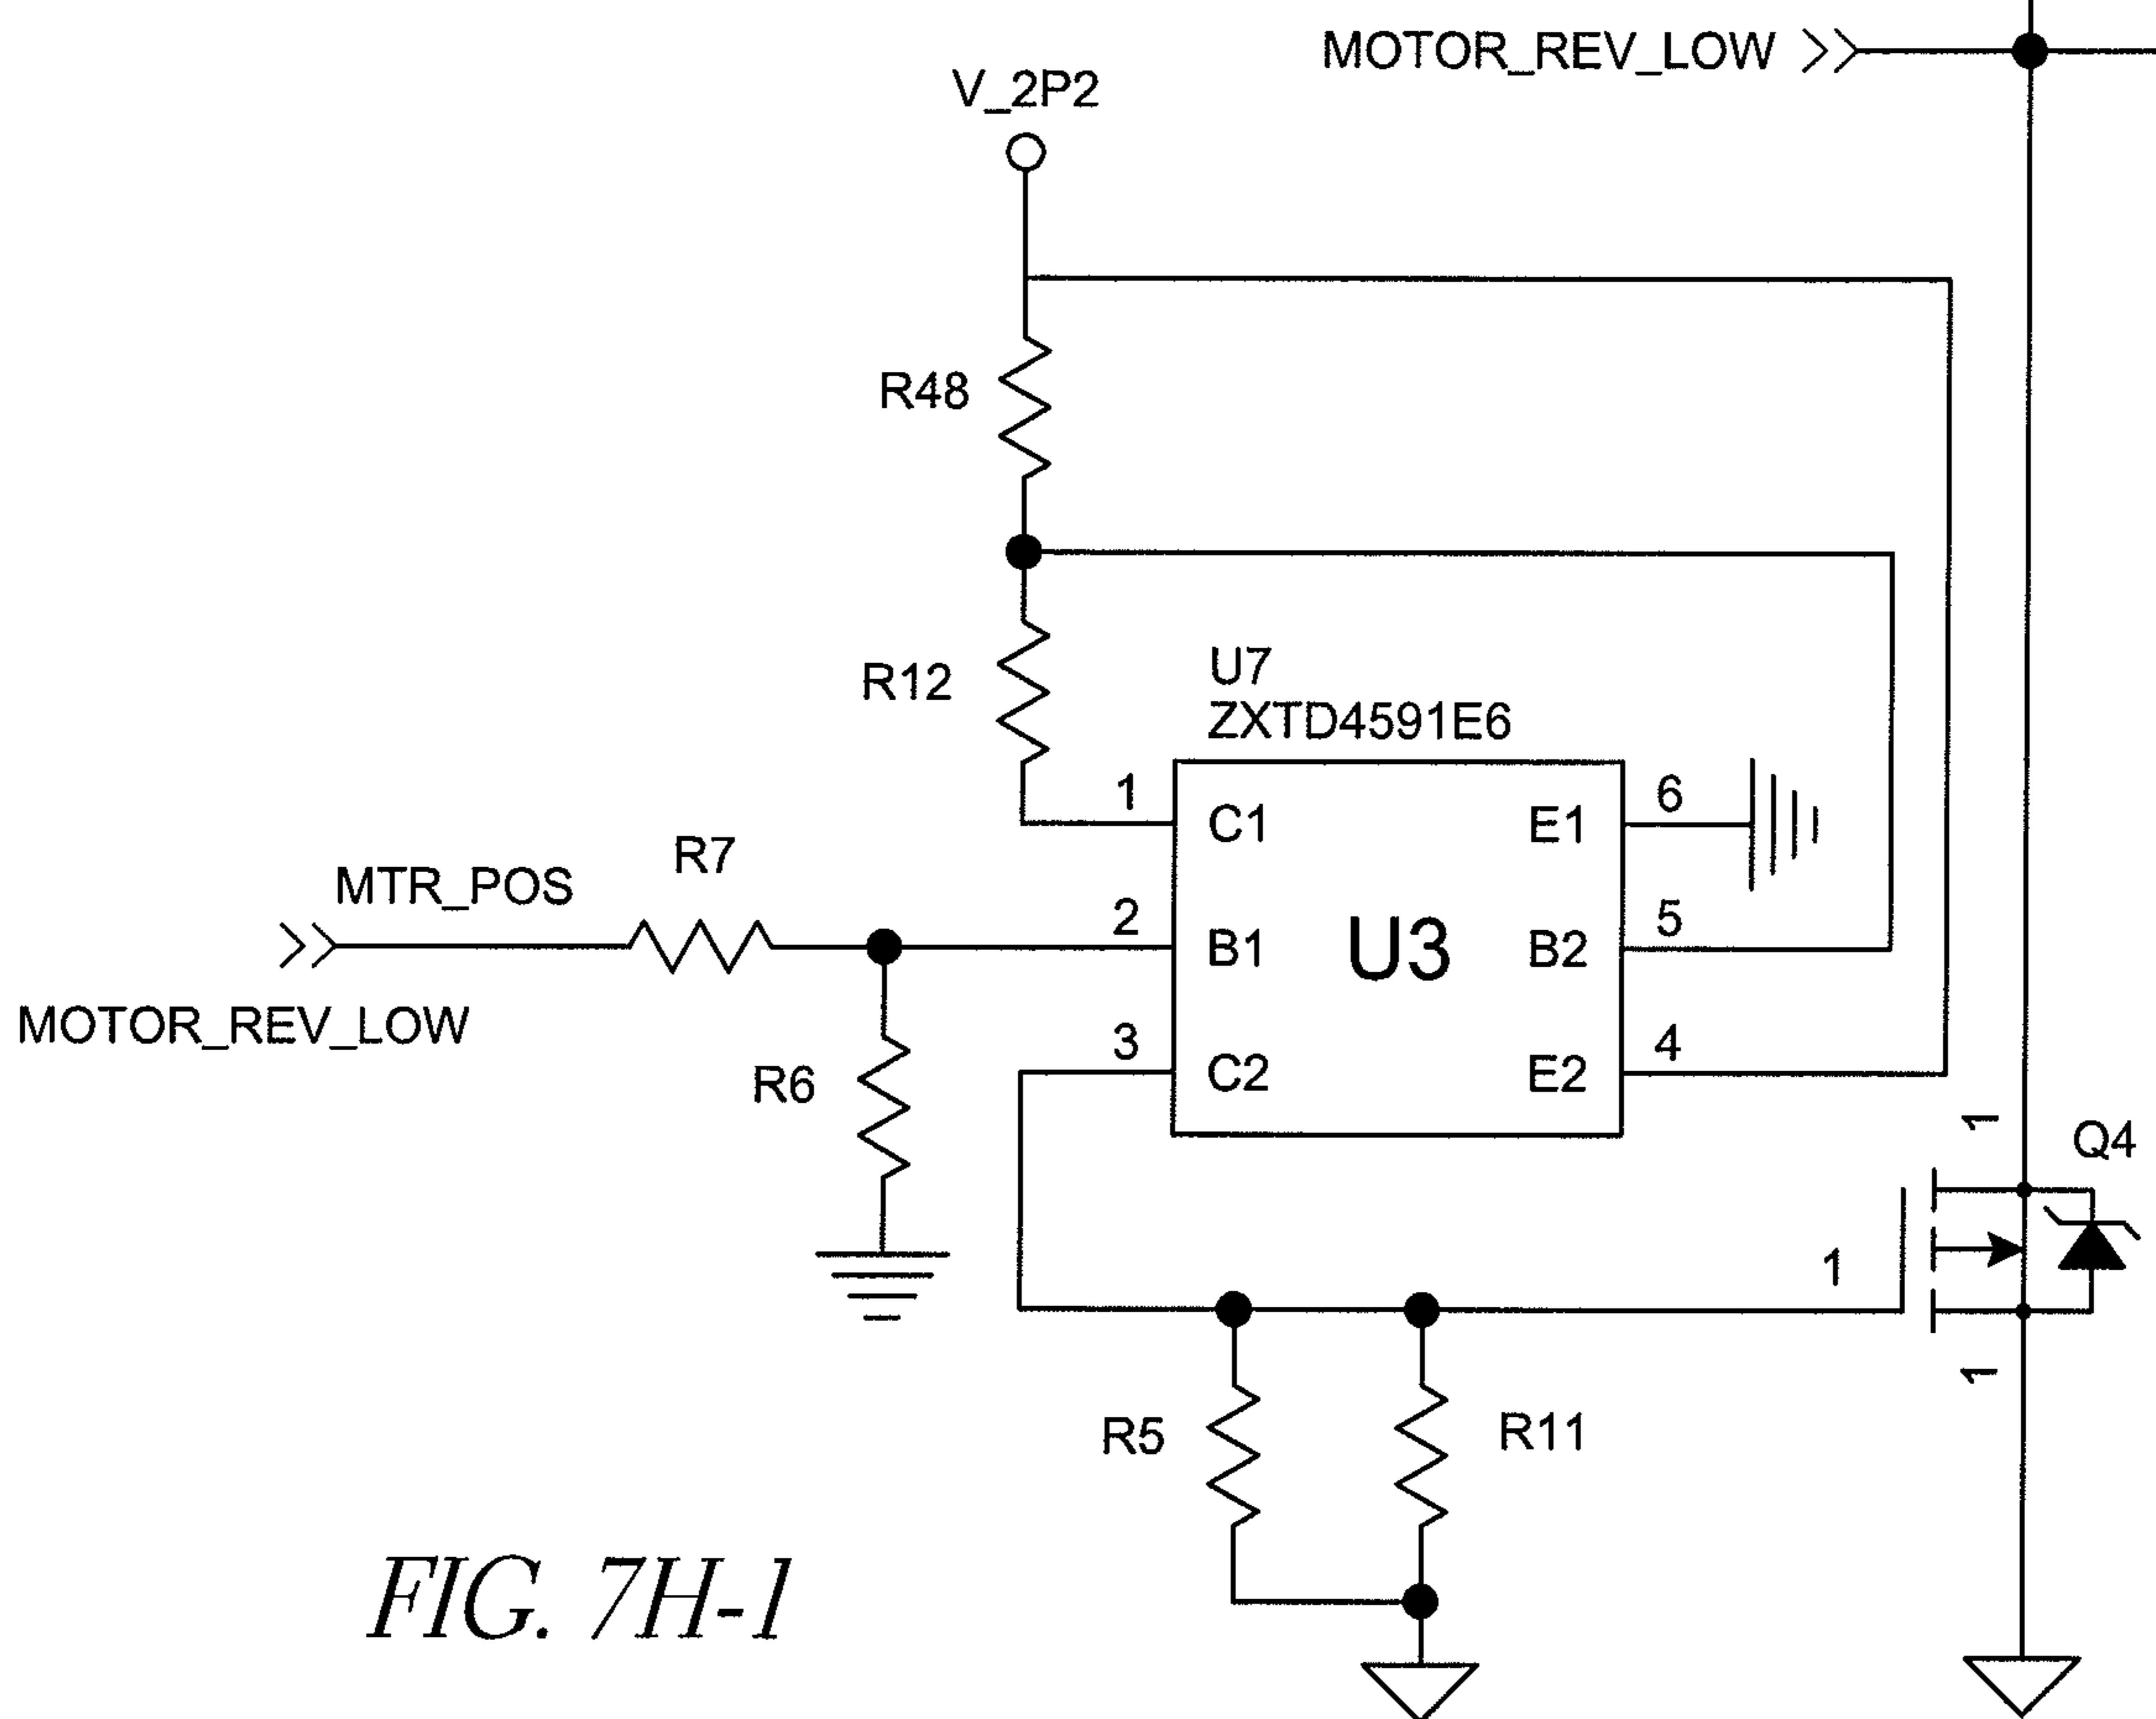 MOTOR_REV_LOW
V_2P2
R48
R12
U7
ZXTD4591E6
1
C1
E1
6
R7
MTR_POS
2
B1
U3
B2
5
MOTOR_REV_LOW
R6
3
C2
E2
4
1
Q4
1
1
R5
R11
FIG. 7H-1